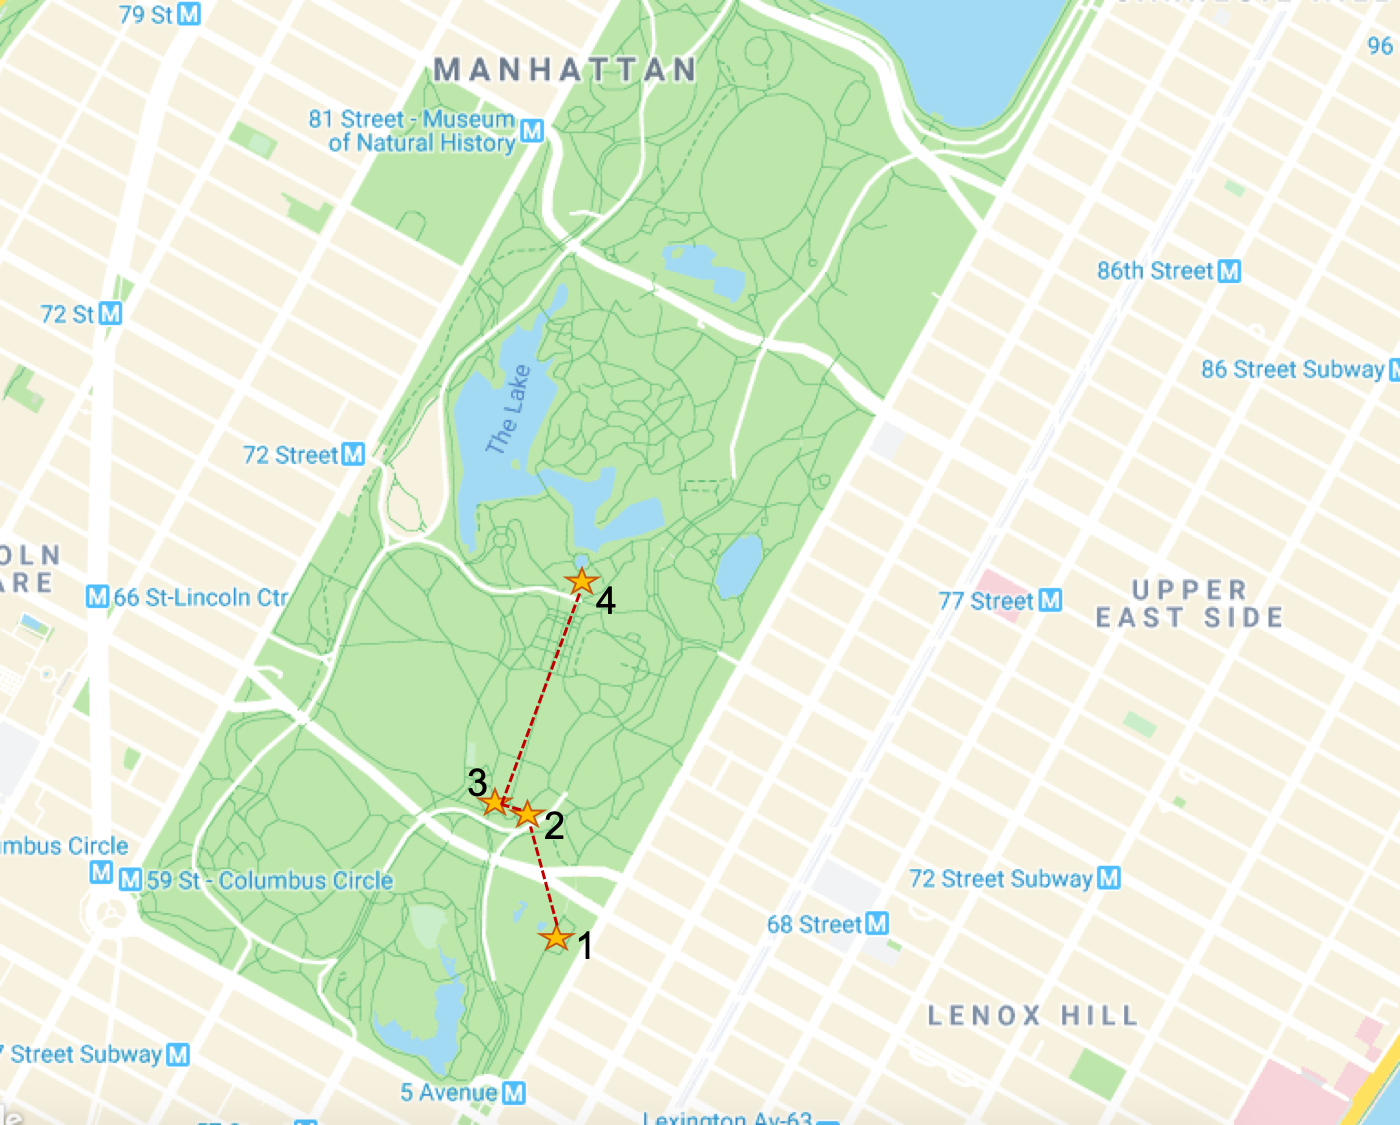 79 St M
96
MANHATTAN
81 Street - Museum M
of Natural History
86th Street M
72 St M
86 Street Subway M
The Lake
72 Street M
OLN
ARE
66 St-Lincoln Ctr
M
4
77 Street M
UPPER
EAST SIDE
3
2
mbus Circle
M
M 59 St - Columbus Circle
72 Street Subway M
68 Street M
1
LENOX HILL
7 Street Subway M
5 Avenue M
Lexington Av-63